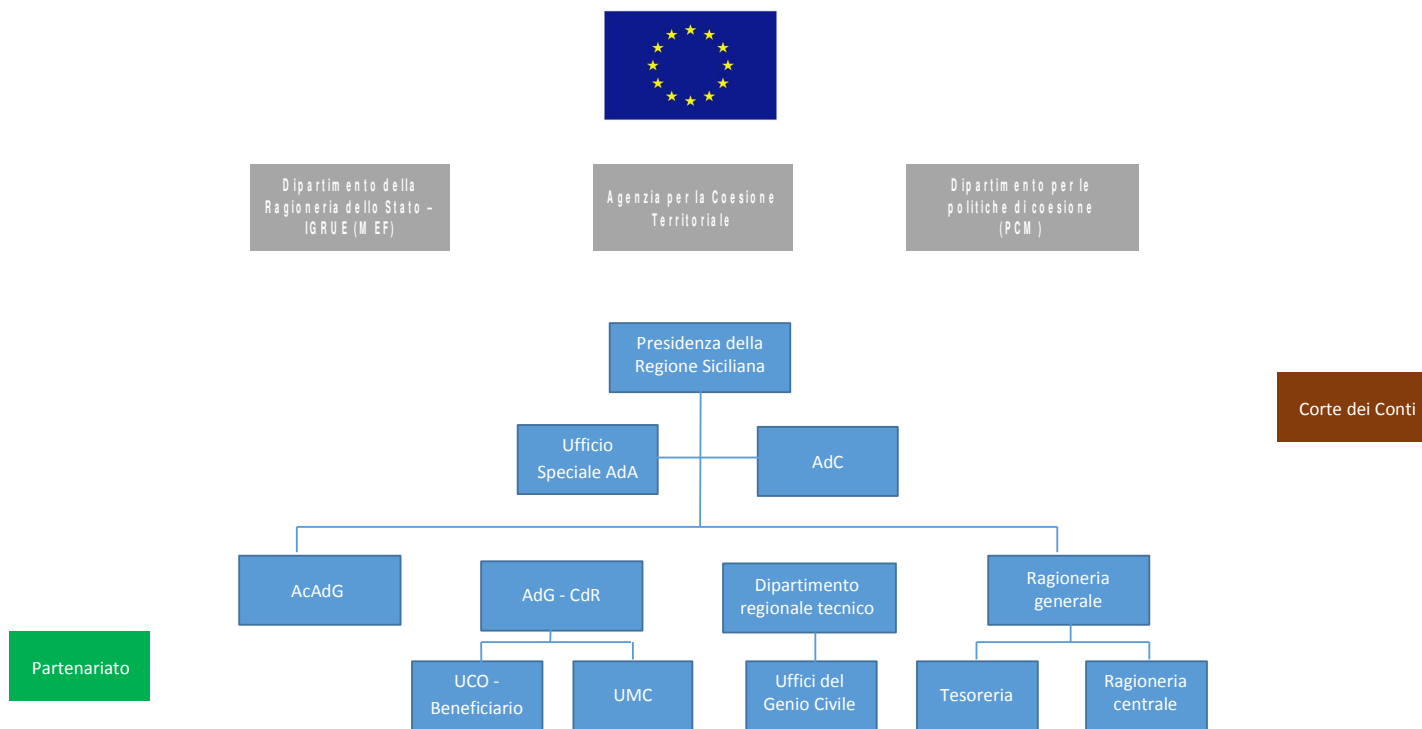 Dipartimento della
Ragioneria dello Stato –
IGRUE (MEF)
Agenzia per la Coesione
Territoriale
Dipartimento per le
politiche di coesione
(PCM)
Presidenza della
Regione Siciliana
Corte dei Conti
Ufficio
Speciale AdA
AdC
AcAdG
AdG - CdR
Dipartimento
regionale tecnico
Ragioneria
generale
Partenariato
UCO -
Beneficiario
UMC
Uffici del
Genio Civile
Tesoreria
Ragioneria
centrale